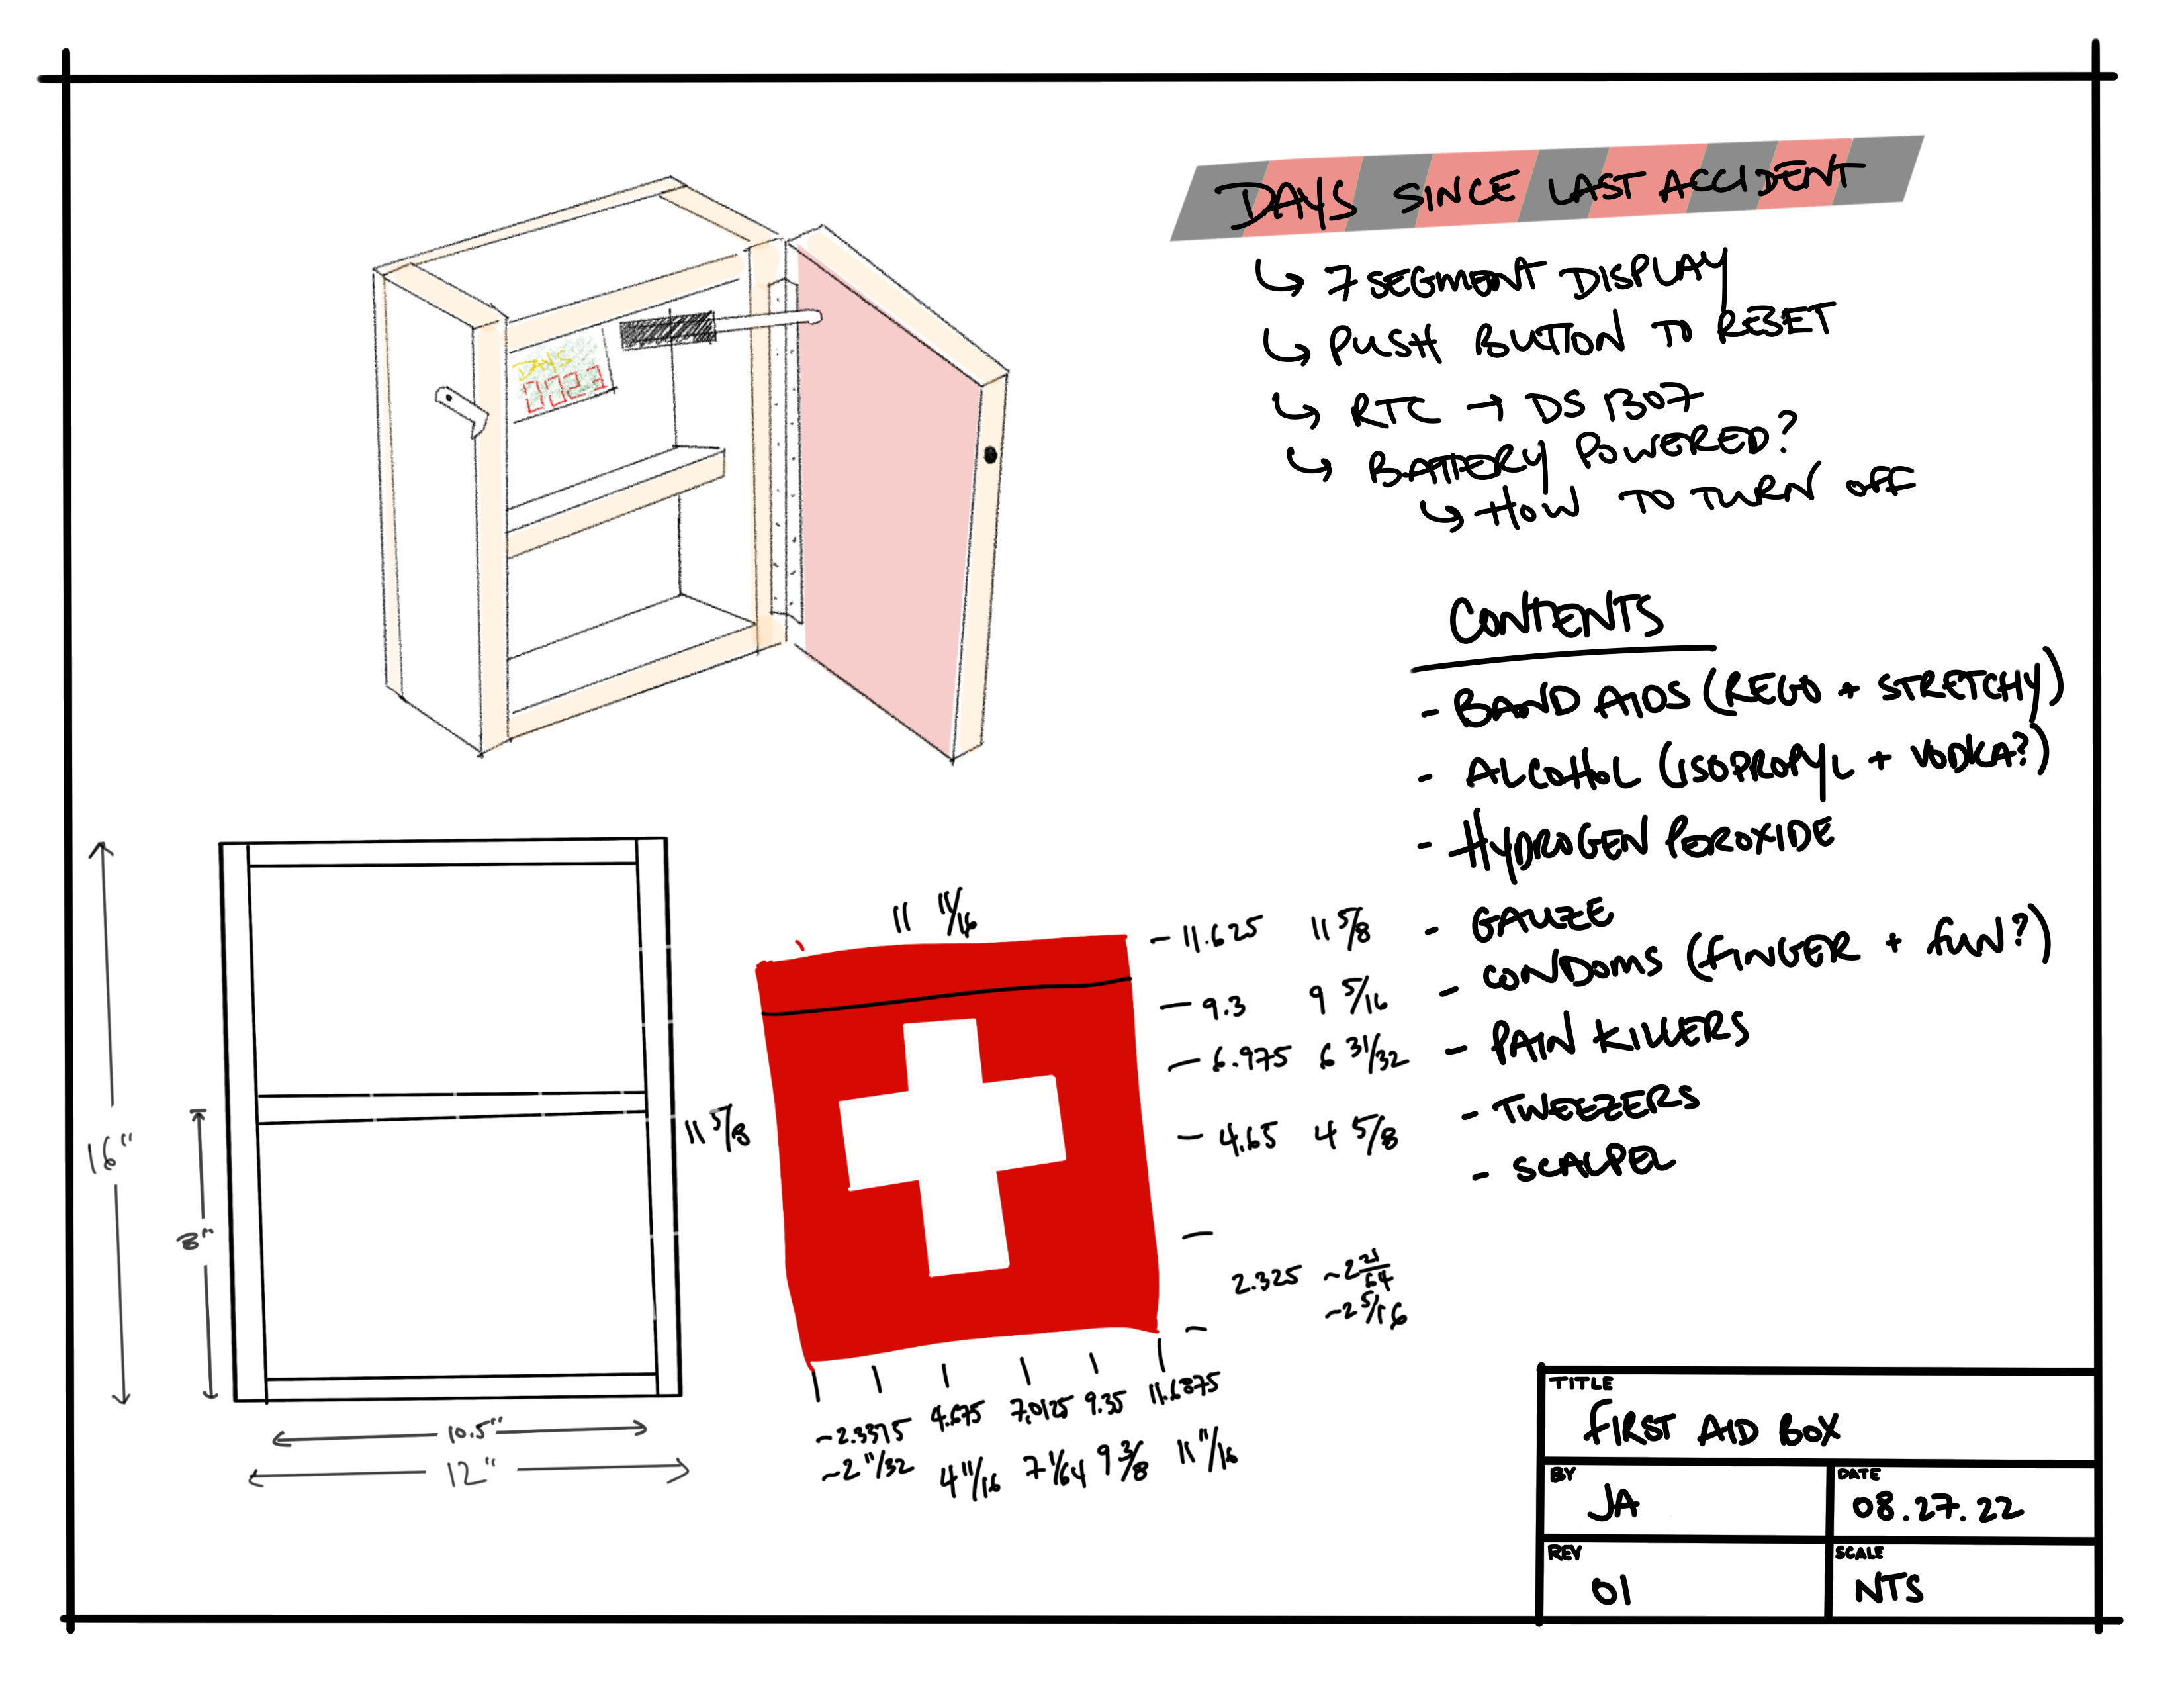 DAYS SINCE LAST ACCIDENT
↳ 7 SEGMENT DISPLAY
↳ PUSH BUTTON TO RESET
↳ RTC → DS 1307
↳ BATTERY POWERED?
↳ HOW TO TURN OFF
DAYS
0023
CONTENTS
- BAND AIDS (REGO + STRETCHY)
- ALCOHOL (ISOPROPYL + VODKA?)
- HYDROGEN PEROXIDE
- GAUZE
- CONDOMS (FINGER + FUN?)
- PAIN KILLERS
- TWEEZERS
- SCALPEL
16"
8"
10.5"
12"
11 11/16
11 5/8
- 11.625 11 5/8
- 9.3 9 5/16
- 6.975 6 31/32
- 4.65 4 5/8
2.325 ~2 21/64
~2 5/16
~2.3375 4.675 7.0125 9.35 11.6875
~2 11/32 4 11/16 7 1/64 9 3/8 11 11/16
TITLE
FIRST AID BOX
BY
JA
DATE
08.27.22
REV
01
SCALE
NTS